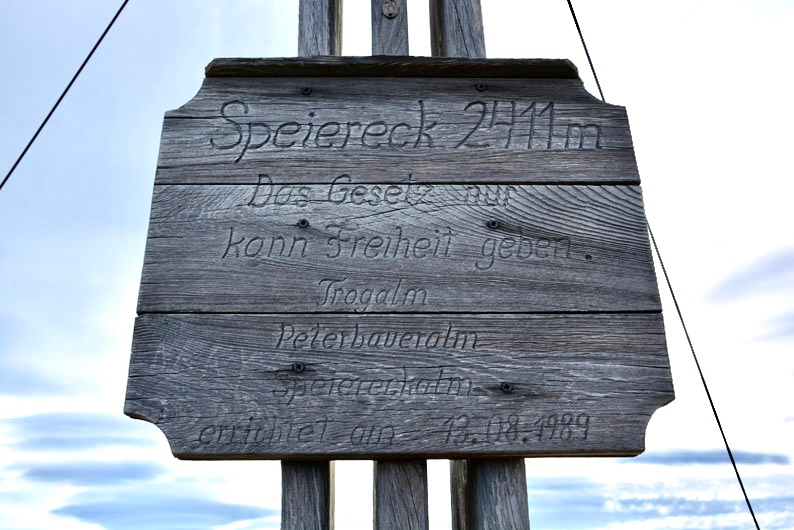 Speiereck 2411m
Das Gesetz nur
kann Freiheit geben.
Trogalm
Peterbaueralm
Speiereckalm
errichtet am 13.08.1989